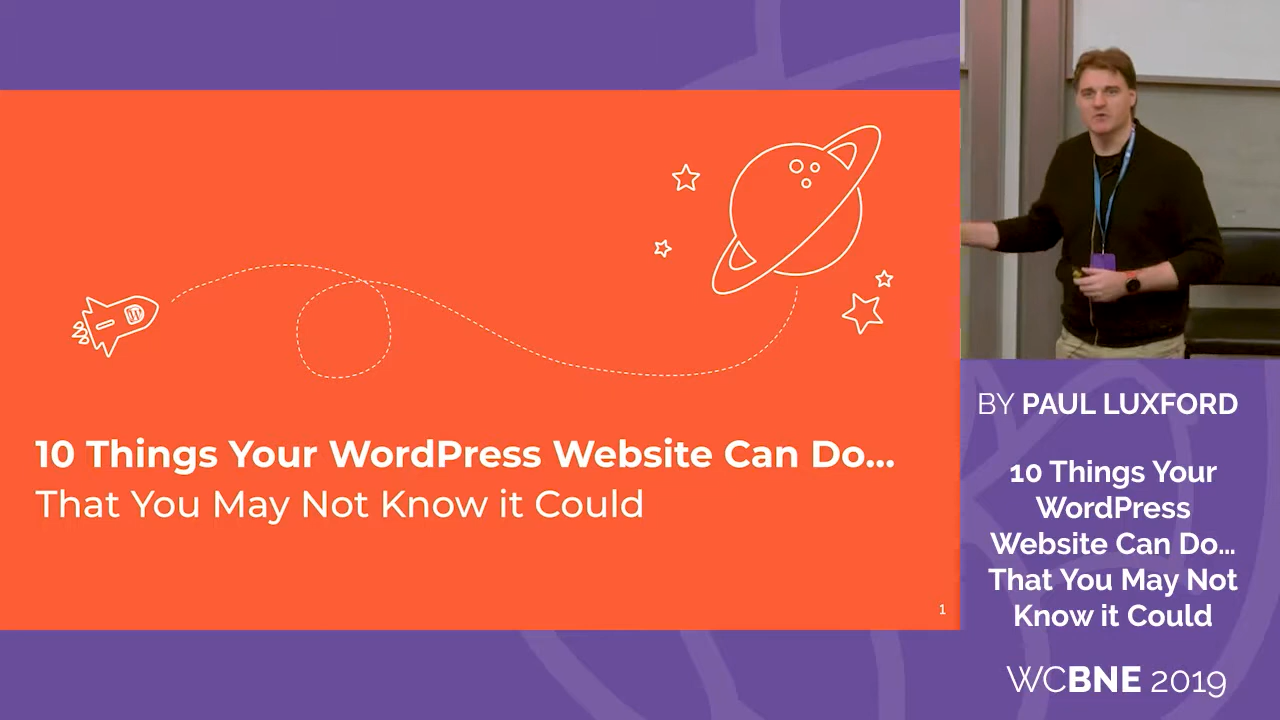 10 Things Your WordPress Website Can Do...
That You May Not Know it Could
1
BY PAUL LUXFORD
10 Things Your
WordPress
Website Can Do...
That You May Not
Know it Could
WCBNE 2019